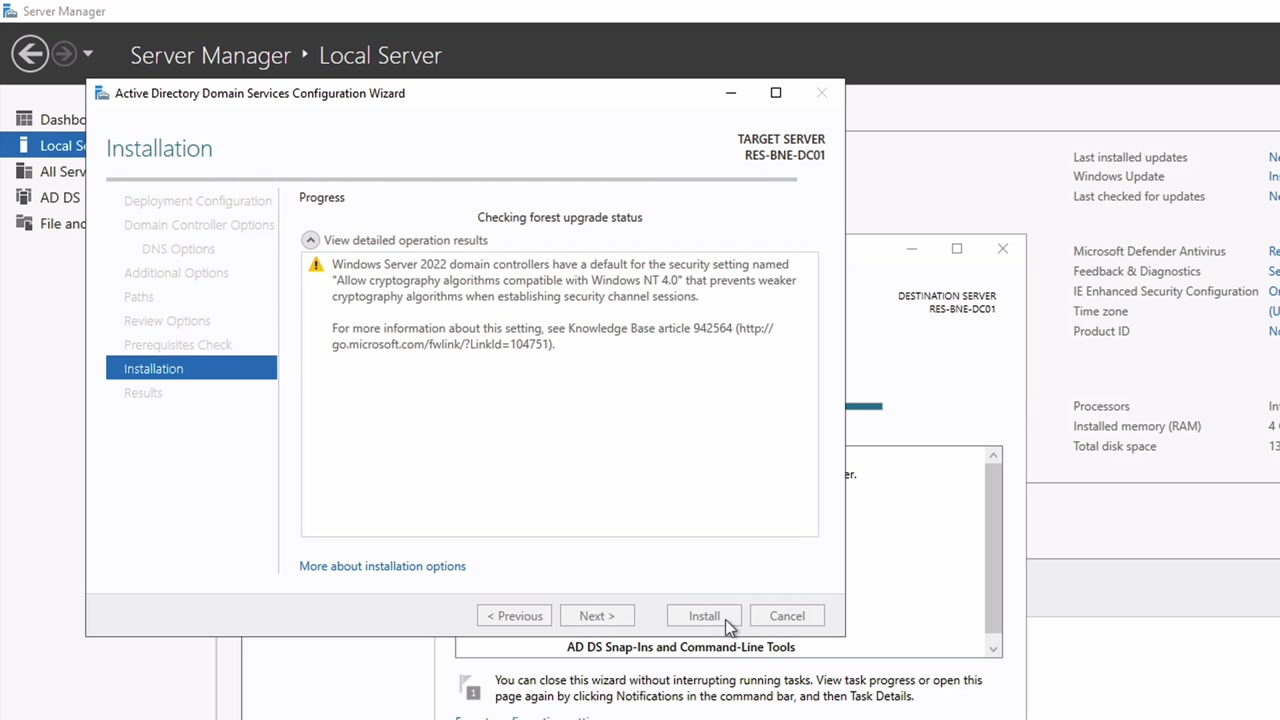 Server Manager
Server Manager ‣ Local Server
Active Directory Domain Services Configuration Wizard
Dashbo
Local Se
All Serv
AD DS
File and
Installation
TARGET SERVER
RES-BNE-DC01
Deployment Configuration
Domain Controller Options
DNS Options
Additional Options
Paths
Review Options
Prerequisites Check
Installation
Results
Progress
Checking forest upgrade status
View detailed operation results
Windows Server 2022 domain controllers have a default for the security setting named
"Allow cryptography algorithms compatible with Windows NT 4.0" that prevents weaker
cryptography algorithms when establishing security channel sessions.
For more information about this setting, see Knowledge Base article 942564 (http://
go.microsoft.com/fwlink/?LinkId=104751).
More about installation options
< Previous
Next >
Install
Cancel
DESTINATION SERVER
RES-BNE-DC01
er.
AD DS Snap-Ins and Command-Line Tools
1
You can close this wizard without interrupting running tasks. View task progress or open this
page again by clicking Notifications in the command bar, and then Task Details.
Last installed updates Ne
Windows Update In
Last checked for updates Ne
Microsoft Defender Antivirus Re
Feedback & Diagnostics Se
IE Enhanced Security Configuration On
Time zone (U
Product ID No
Processors Int
Installed memory (RAM) 4
Total disk space 13